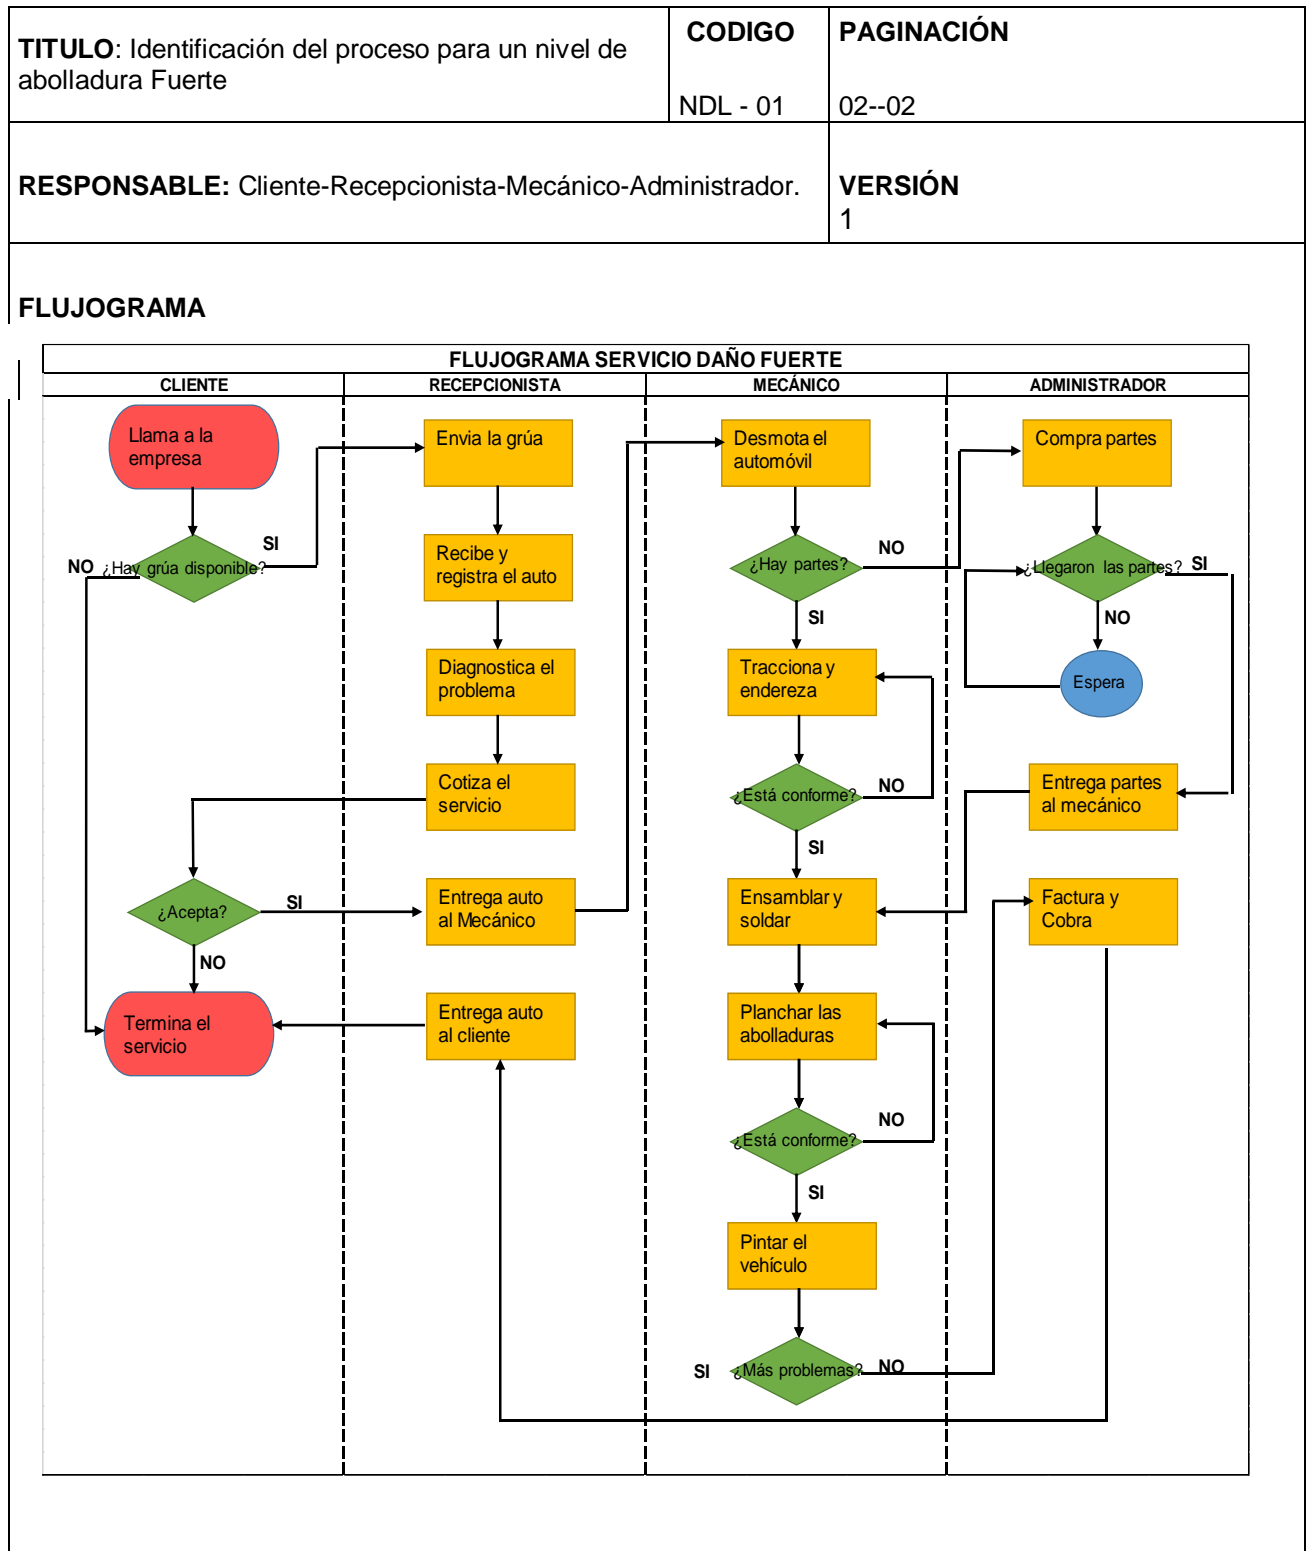 TITULO: Identificación del proceso para un nivel de
abolladura Fuerte
CODIGO
NDL - 01
PAGINACIÓN
02--02
RESPONSABLE: Cliente-Recepcionista-Mecánico-Administrador.
VERSIÓN
1
FLUJOGRAMA
FLUJOGRAMA SERVICIO DAÑO FUERTE
CLIENTE
RECEPCIONISTA
MECÁNICO
ADMINISTRADOR
Llama a la
empresa
¿Hay grúa disponible?
NO
SI
¿Acepta?
SI
NO
Termina el
servicio
Envia la grúa
Recibe y
registra el auto
Diagnostica el
problema
Cotiza el
servicio
Entrega auto
al Mecánico
Entrega auto
al cliente
Desmota el
automóvil
¿Hay partes?
NO
SI
Tracciona y
endereza
¿Está conforme?
NO
SI
Ensamblar y
soldar
Planchar las
abolladuras
¿Está conforme?
NO
SI
Pintar el
vehículo
SI
¿Más problemas?
NO
Compra partes
¿Llegaron las partes?
SI
NO
Espera
Entrega partes
al mecánico
Factura y
Cobra